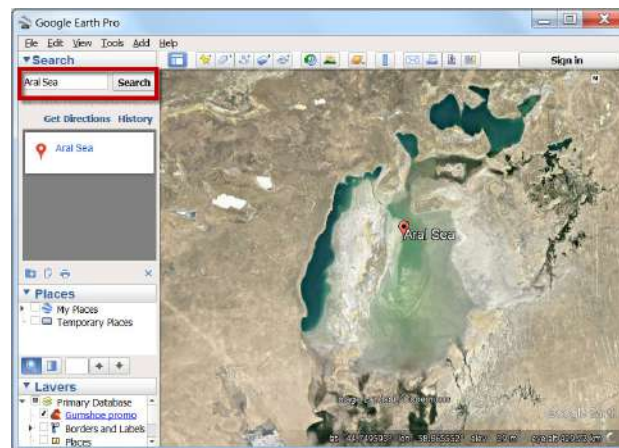 Google Earth Pro
File Edit View Tools Add Help
Search
Sign in
Aral Sea Search
N
Get Directions History
Aral Sea
Aral Sea
Places
My Places
Temporary Places
Layers
Primary Database
Gumshoe promo
Borders and Labels
Places